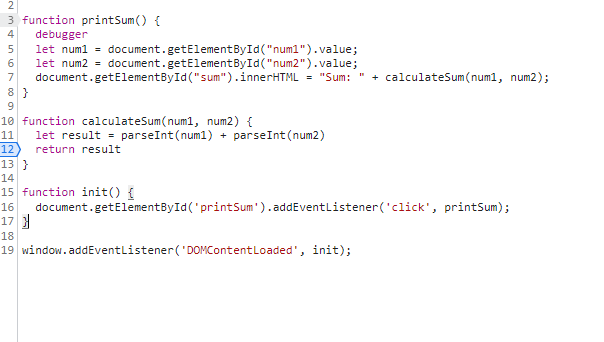 2
3 function printSum() {
4   debugger
5   let num1 = document.getElementById("num1").value;
6   let num2 = document.getElementById("num2").value;
7   document.getElementById("sum").innerHTML = "Sum: " + calculateSum(num1, num2);
8 }
9
10 function calculateSum(num1, num2) {
11   let result = parseInt(num1) + parseInt(num2)
12   return result
13 }
14
15 function init() {
16   document.getElementById('printSum').addEventListener('click', printSum);
17 }
18
19 window.addEventListener('DOMContentLoaded', init);